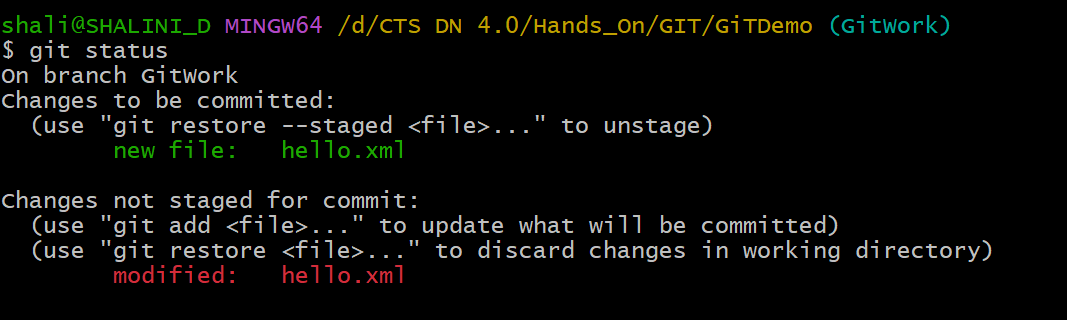 shali@SHALINI_D MINGW64 /d/CTS DN 4.0/Hands_On/GIT/GiTDemo (GitWork)
$ git status
On branch GitWork
Changes to be committed:
  (use "git restore --staged <file>..." to unstage)
        new file:   hello.xml

Changes not staged for commit:
  (use "git add <file>..." to update what will be committed)
  (use "git restore <file>..." to discard changes in working directory)
        modified:   hello.xml